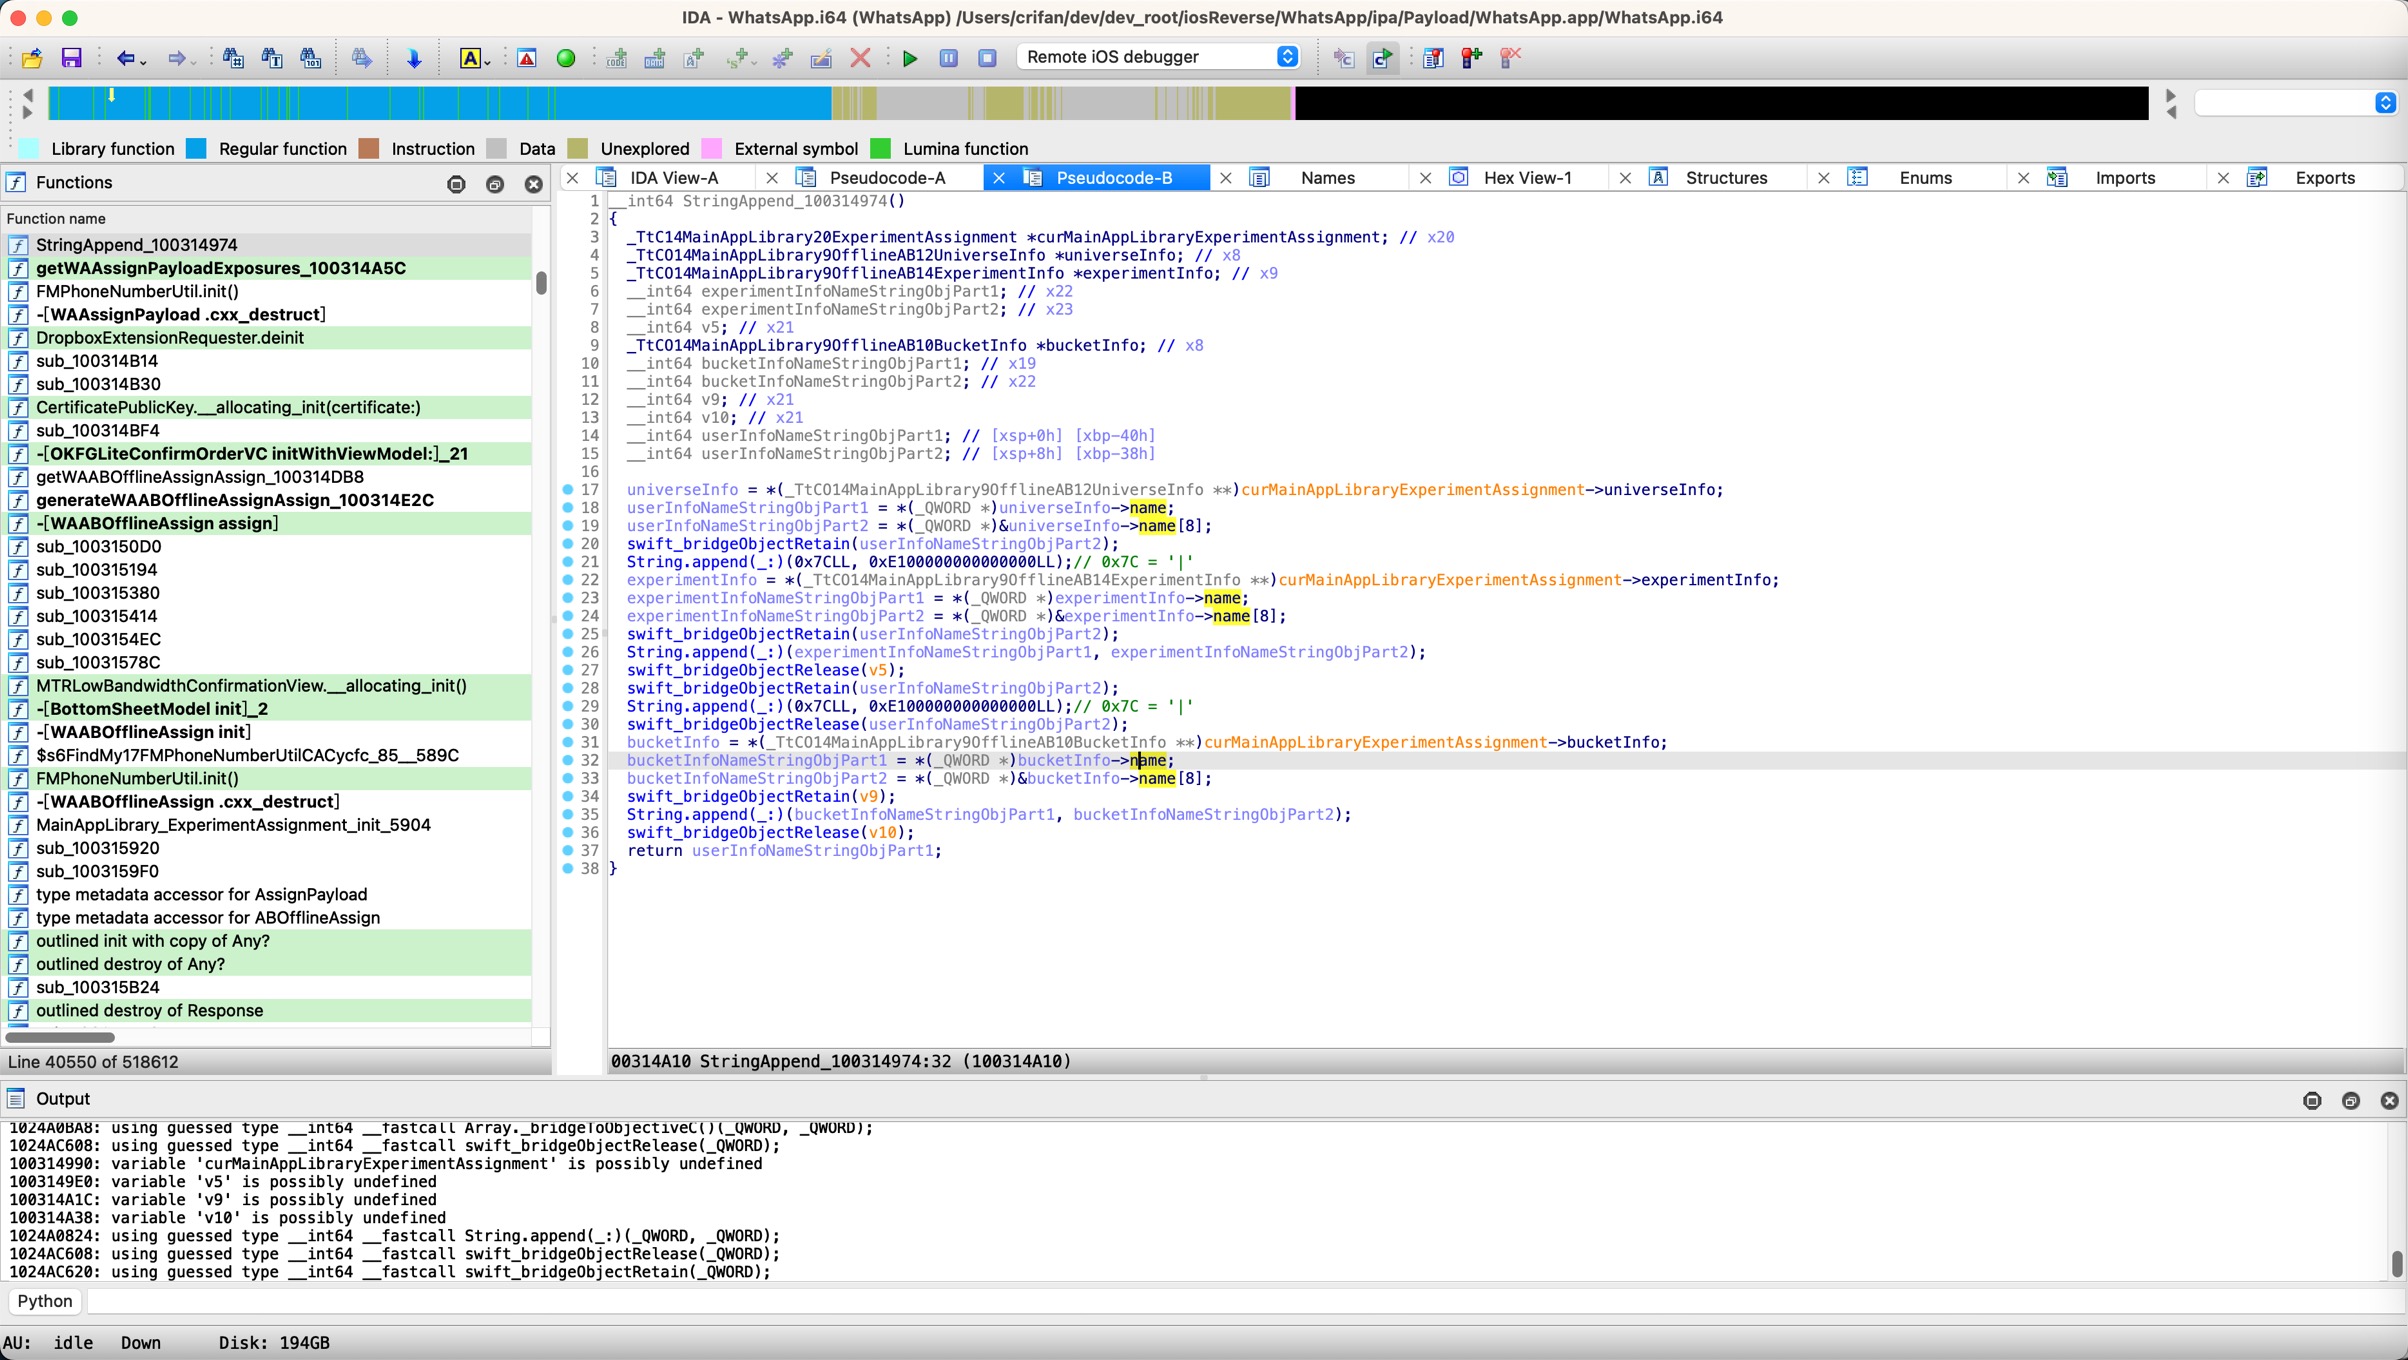 IDA - WhatsApp.i64 (WhatsApp) /Users/crifan/dev/dev_root/iosReverse/WhatsApp/ipa/Payload/WhatsApp.app/WhatsApp.i64
Remote iOS debugger
Library function Regular function Instruction Data Unexplored External symbol Lumina function
Functions
Function name
StringAppend_100314974
getWAAssignPayloadExposures_100314A5C
FMPhoneNumberUtil.init()
-[WAAssignPayload .cxx_destruct]
DropboxExtensionRequester.deinit
sub_100314B14
sub_100314B30
CertificatePublicKey.__allocating_init(certificate:)
sub_100314BF4
-[OKFGLiteConfirmOrderVC initWithViewModel:]_21
getWAABOfflineAssignAssign_100314DB8
generateWAABOfflineAssignAssign_100314E2C
-[WAABOfflineAssign assign]
sub_1003150D0
sub_100315194
sub_100315380
sub_100315414
sub_1003154EC
sub_10031578C
MTRLowBandwidthConfirmationView.__allocating_init()
-[BottomSheetModel init]_2
-[WAABOfflineAssign init]
$s6FindMy17FMPhoneNumberUtilCACycfc_85__589C
FMPhoneNumberUtil.init()
-[WAABOfflineAssign .cxx_destruct]
MainAppLibrary_ExperimentAssignment_init_5904
sub_100315920
sub_1003159F0
type metadata accessor for AssignPayload
type metadata accessor for ABOfflineAssign
outlined init with copy of Any?
outlined destroy of Any?
sub_100315B24
outlined destroy of Response
Line 40550 of 518612
IDA View-A Pseudocode-A Pseudocode-B Names Hex View-1 Structures Enums Imports Exports
1 __int64 StringAppend_100314974()
2 {
3 _TtC14MainAppLibrary20ExperimentAssignment *curMainAppLibraryExperimentAssignment; // x20
4 _TtCO14MainAppLibrary9OfflineAB12UniverseInfo *universeInfo; // x8
5 _TtCO14MainAppLibrary9OfflineAB14ExperimentInfo *experimentInfo; // x9
6 __int64 experimentInfoNameStringObjPart1; // x22
7 __int64 experimentInfoNameStringObjPart2; // x23
8 __int64 v5; // x21
9 _TtCO14MainAppLibrary9OfflineAB10BucketInfo *bucketInfo; // x8
10 __int64 bucketInfoNameStringObjPart1; // x19
11 __int64 bucketInfoNameStringObjPart2; // x22
12 __int64 v9; // x21
13 __int64 v10; // x21
14 __int64 userInfoNameStringObjPart1; // [xsp+0h] [xbp-40h]
15 __int64 userInfoNameStringObjPart2; // [xsp+8h] [xbp-38h]
16
17 universeInfo = *(_TtCO14MainAppLibrary9OfflineAB12UniverseInfo **)curMainAppLibraryExperimentAssignment->universeInfo;
18 userInfoNameStringObjPart1 = *(_QWORD *)universeInfo->name;
19 userInfoNameStringObjPart2 = *(_QWORD *)&universeInfo->name[8];
20 swift_bridgeObjectRetain(userInfoNameStringObjPart2);
21 String.append(_:)(0x7CLL, 0xE100000000000000LL);// 0x7C = '|'
22 experimentInfo = *(_TtCO14MainAppLibrary9OfflineAB14ExperimentInfo **)curMainAppLibraryExperimentAssignment->experimentInfo;
23 experimentInfoNameStringObjPart1 = *(_QWORD *)experimentInfo->name;
24 experimentInfoNameStringObjPart2 = *(_QWORD *)&experimentInfo->name[8];
25 swift_bridgeObjectRetain(userInfoNameStringObjPart2);
26 String.append(_:)(experimentInfoNameStringObjPart1, experimentInfoNameStringObjPart2);
27 swift_bridgeObjectRelease(v5);
28 swift_bridgeObjectRetain(userInfoNameStringObjPart2);
29 String.append(_:)(0x7CLL, 0xE100000000000000LL);// 0x7C = '|'
30 swift_bridgeObjectRelease(userInfoNameStringObjPart2);
31 bucketInfo = *(_TtCO14MainAppLibrary9OfflineAB10BucketInfo **)curMainAppLibraryExperimentAssignment->bucketInfo;
32 bucketInfoNameStringObjPart1 = *(_QWORD *)bucketInfo->name;
33 bucketInfoNameStringObjPart2 = *(_QWORD *)&bucketInfo->name[8];
34 swift_bridgeObjectRetain(v9);
35 String.append(_:)(bucketInfoNameStringObjPart1, bucketInfoNameStringObjPart2);
36 swift_bridgeObjectRelease(v10);
37 return userInfoNameStringObjPart1;
38 }
00314A10 StringAppend_100314974:32 (100314A10)
Output
1024A0BA8: using guessed type __int64 __fastcall Array._bridgeToObjectiveC()(_QWORD, _QWORD);
1024AC608: using guessed type __int64 __fastcall swift_bridgeObjectRelease(_QWORD);
100314990: variable 'curMainAppLibraryExperimentAssignment' is possibly undefined
1003149E0: variable 'v5' is possibly undefined
100314A1C: variable 'v9' is possibly undefined
100314A38: variable 'v10' is possibly undefined
1024A0824: using guessed type __int64 __fastcall String.append(_:)(_QWORD, _QWORD);
1024AC608: using guessed type __int64 __fastcall swift_bridgeObjectRelease(_QWORD);
1024AC620: using guessed type __int64 __fastcall swift_bridgeObjectRetain(_QWORD);
Python
AU: idle Down Disk: 194GB